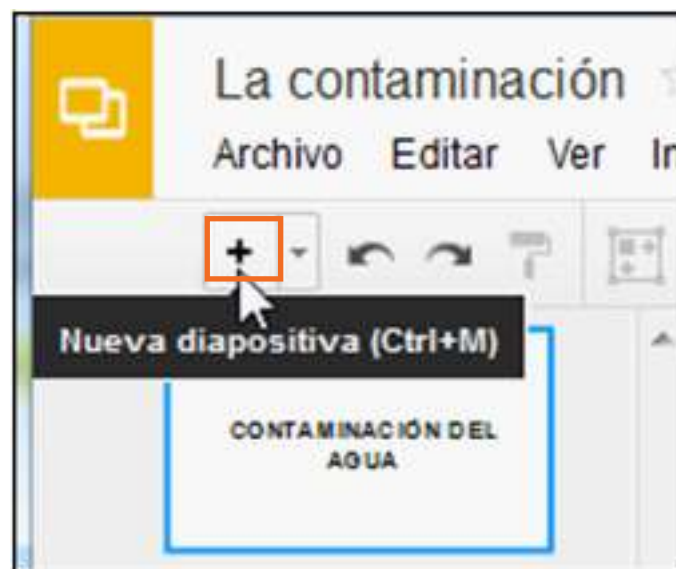 La contaminación
Archivo Editar Ver
Nueva diapositiva (Ctrl+M)
CONTAMINACIÓN DEL
AGUA